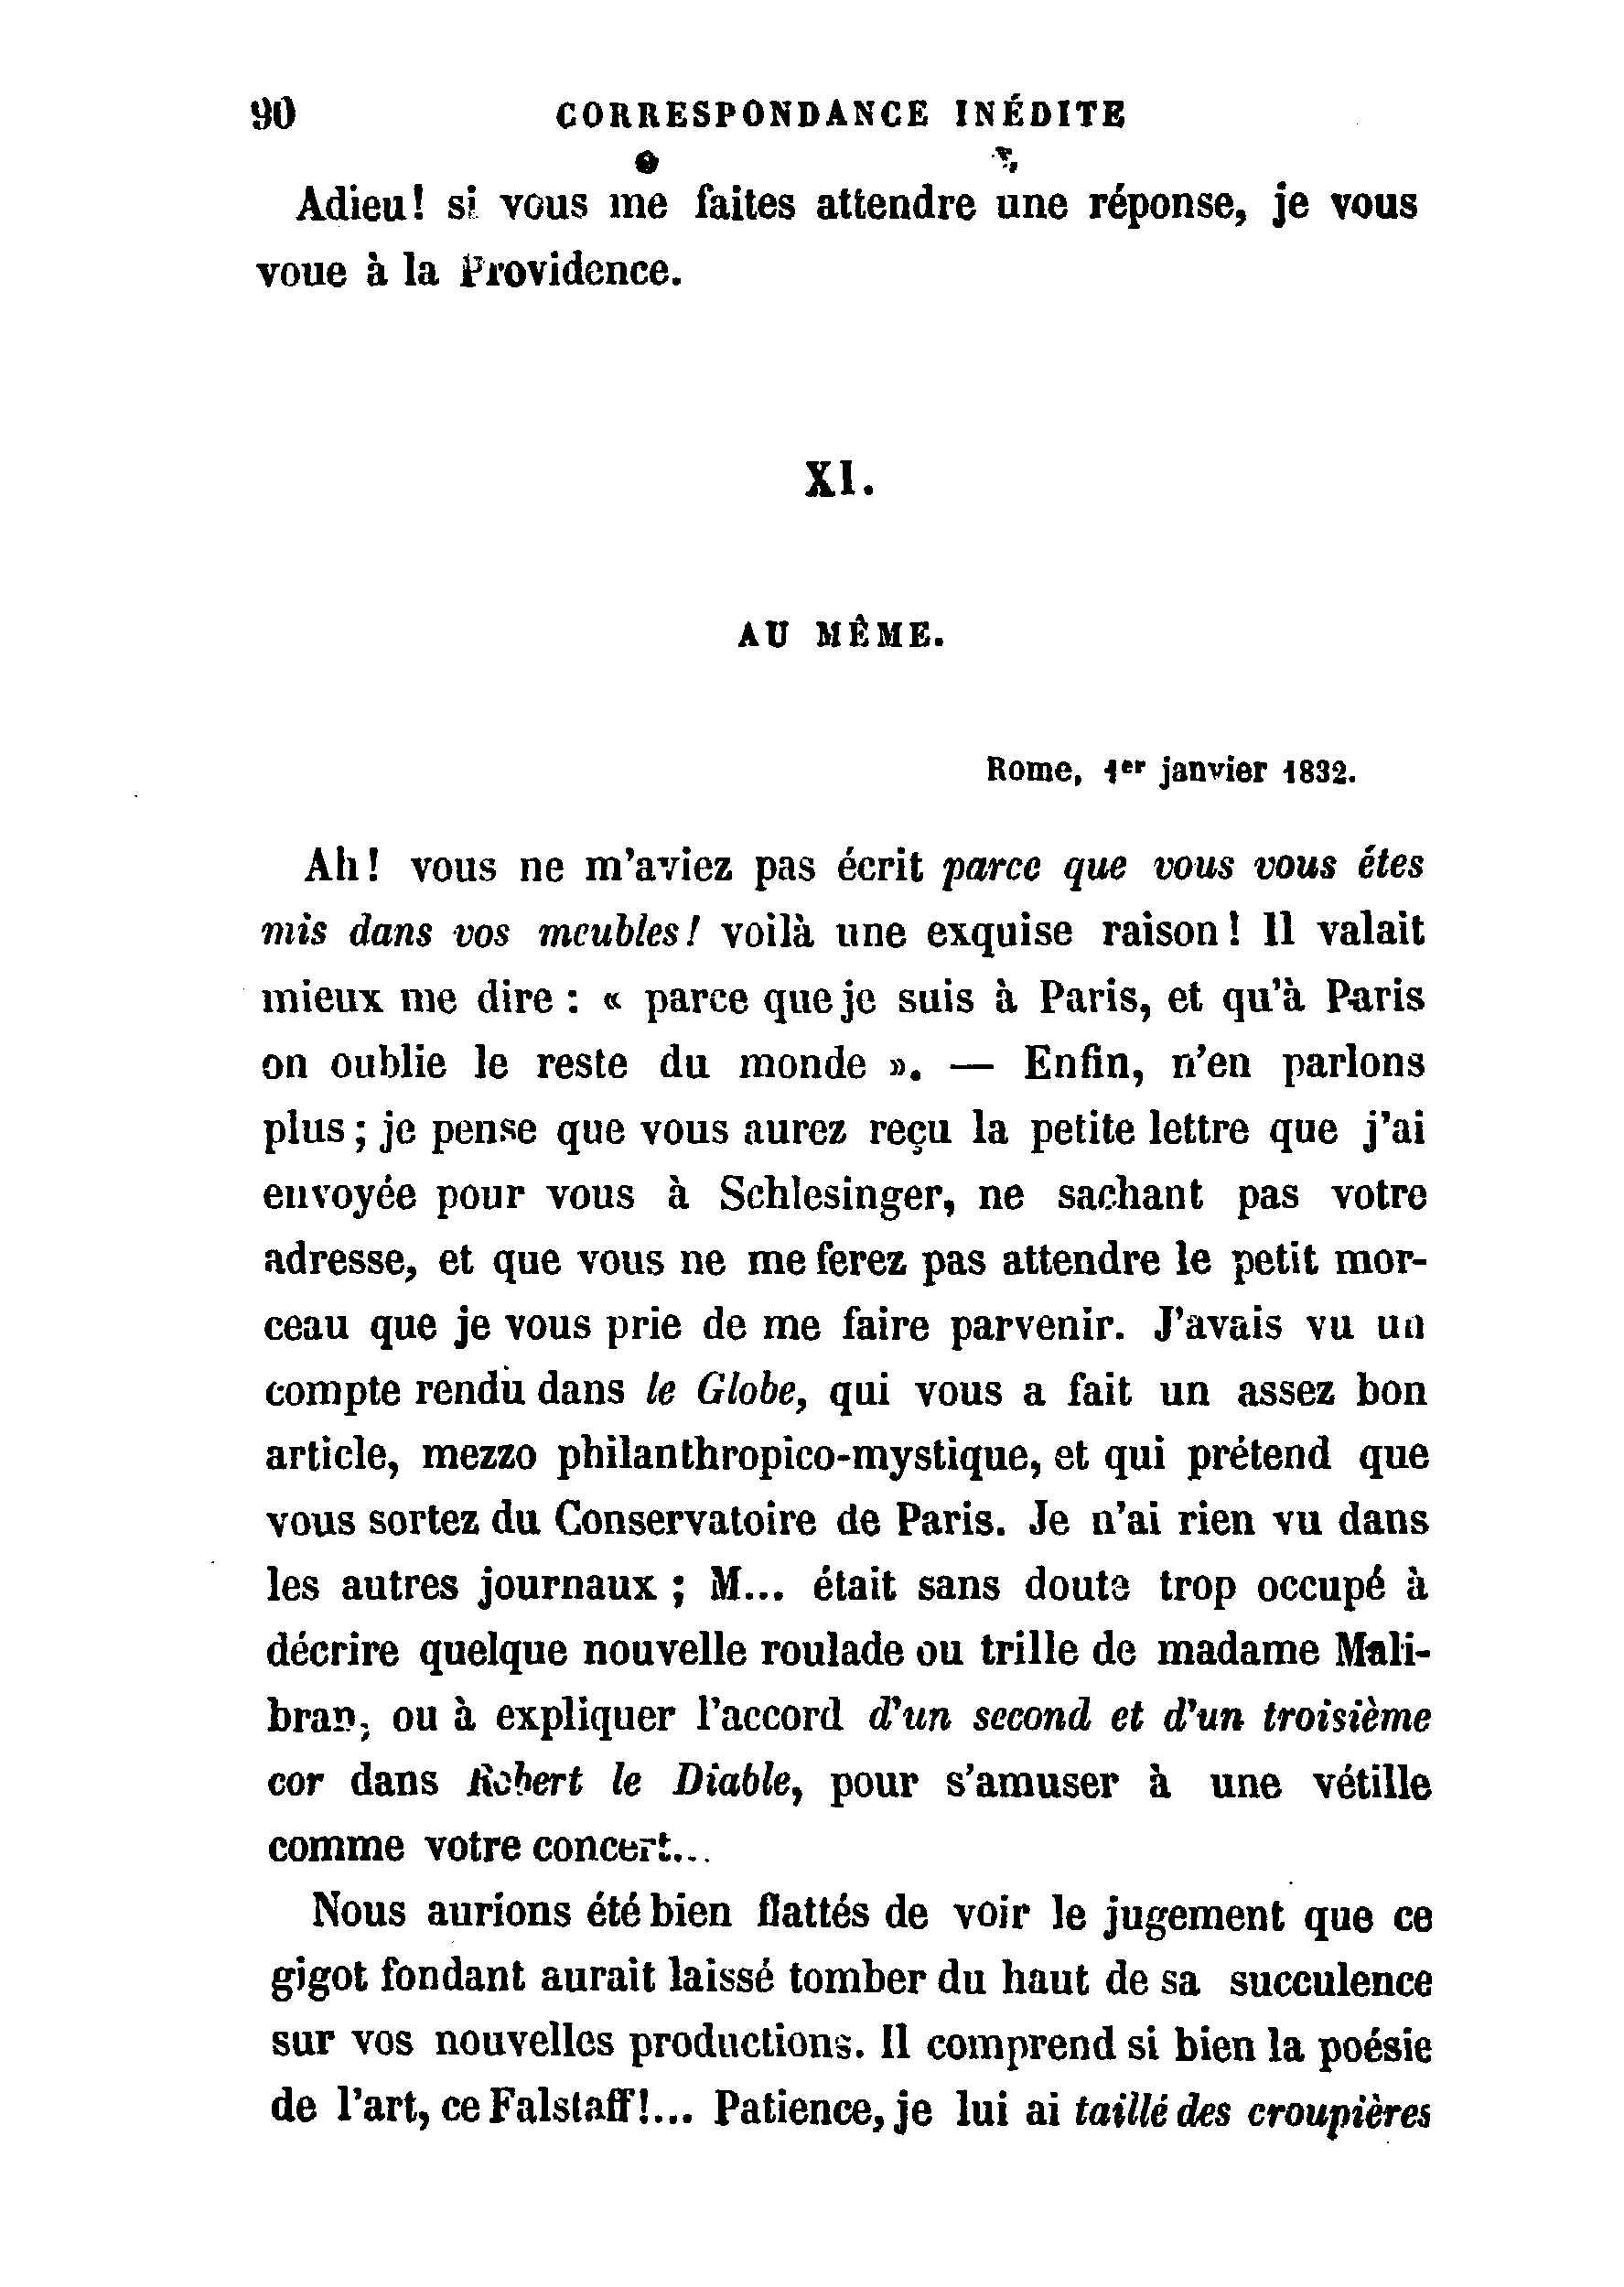 90 CORRESPONDANCE INÉDITE
Adieu! si vous me faites attendre une réponse, je vous
voue à la Providence.
XI.
AU MÊME.
Rome, 1er janvier 1832.
Ah! vous ne m'aviez pas écrit parce que vous vous êtes
mis dans vos meubles! voilà une exquise raison! Il valait
mieux me dire : « parce que je suis à Paris, et qu'à Paris
on oublie le reste du monde ». — Enfin, n'en parlons
plus ; je pense que vous aurez reçu la petite lettre que j'ai
envoyée pour vous à Schlesinger, ne sachant pas votre
adresse, et que vous ne me ferez pas attendre le petit mor-
ceau que je vous prie de me faire parvenir. J'avais vu un
compte rendu dans le Globe, qui vous a fait un assez bon
article, mezzo philanthropico-mystique, et qui prétend que
vous sortez du Conservatoire de Paris. Je n'ai rien vu dans
les autres journaux ; M... était sans doute trop occupé à
décrire quelque nouvelle roulade ou trille de madame Mali-
bran, ou à expliquer l'accord d'un second et d'un troisième
cor dans Robert le Diable, pour s'amuser à une vétille
comme votre concert...
Nous aurions été bien flattés de voir le jugement que ce
gigot fondant aurait laissé tomber du haut de sa succulence
sur vos nouvelles productions. Il comprend si bien la poésie
de l'art, ce Falstaff!... Patience, je lui ai taillé des croupières